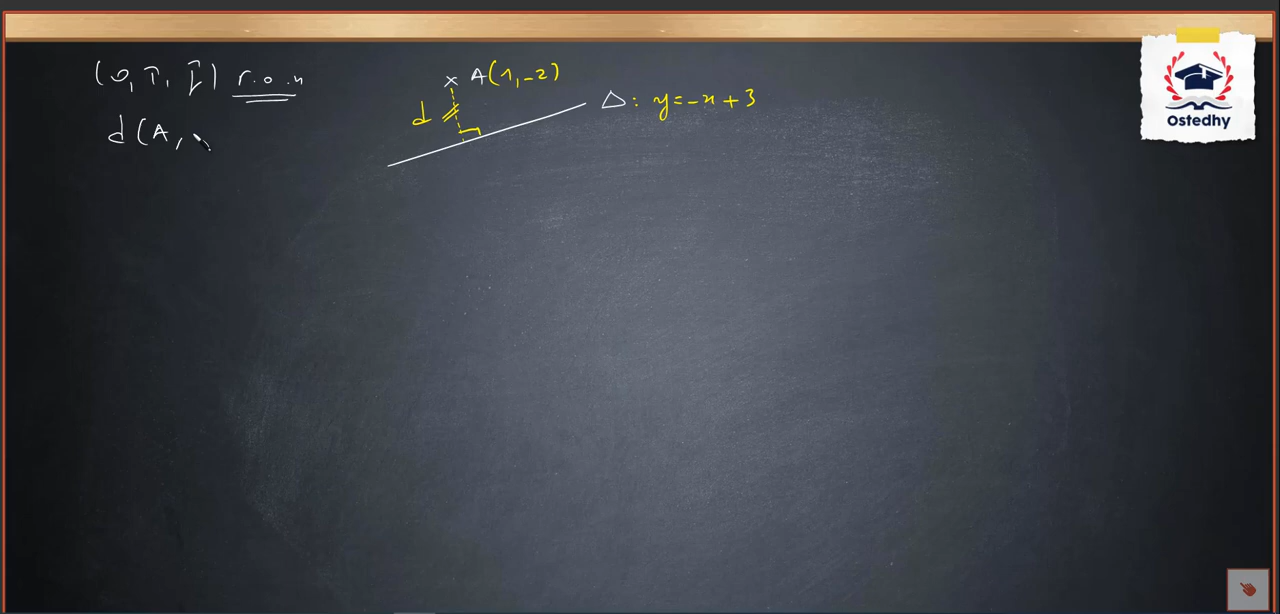 (O, i, j) r.o.n
A(1,-2)
Δ: y=-x+3
d
d(A,
Ostedhy